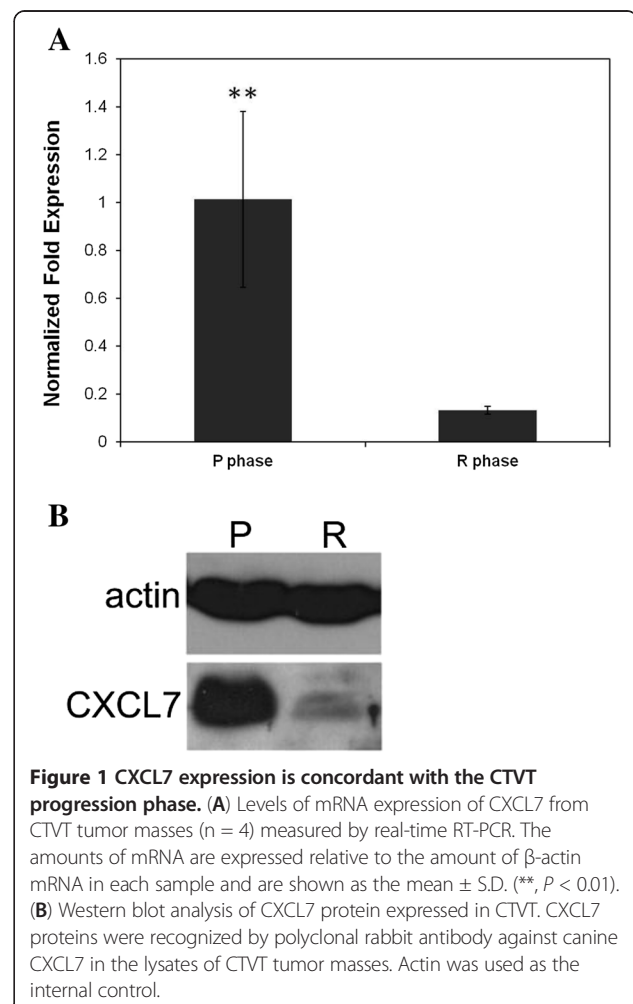 A
1.6
1.4
1.2
1
0.8
0.6
0.4
0.2
0
Normalized Fold Expression
**
P phase
R phase
B
P R
actin
CXCL7
Figure 1 CXCL7 expression is concordant with the CTVT
progression phase. (A) Levels of mRNA expression of CXCL7 from
CTVT tumor masses (n = 4) measured by real-time RT-PCR. The
amounts of mRNA are expressed relative to the amount of β-actin
mRNA in each sample and are shown as the mean ± S.D. (**, P < 0.01).
(B) Western blot analysis of CXCL7 protein expressed in CTVT. CXCL7
proteins were recognized by polyclonal rabbit antibody against canine
CXCL7 in the lysates of CTVT tumor masses. Actin was used as the
internal control.